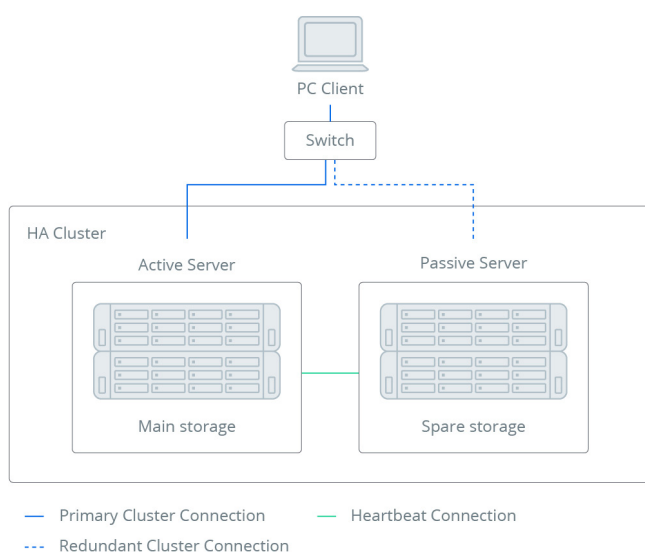 PC Client
Switch
HA Cluster
Active Server
Passive Server
Main storage
Spare storage
Primary Cluster Connection
Heartbeat Connection
Redundant Cluster Connection